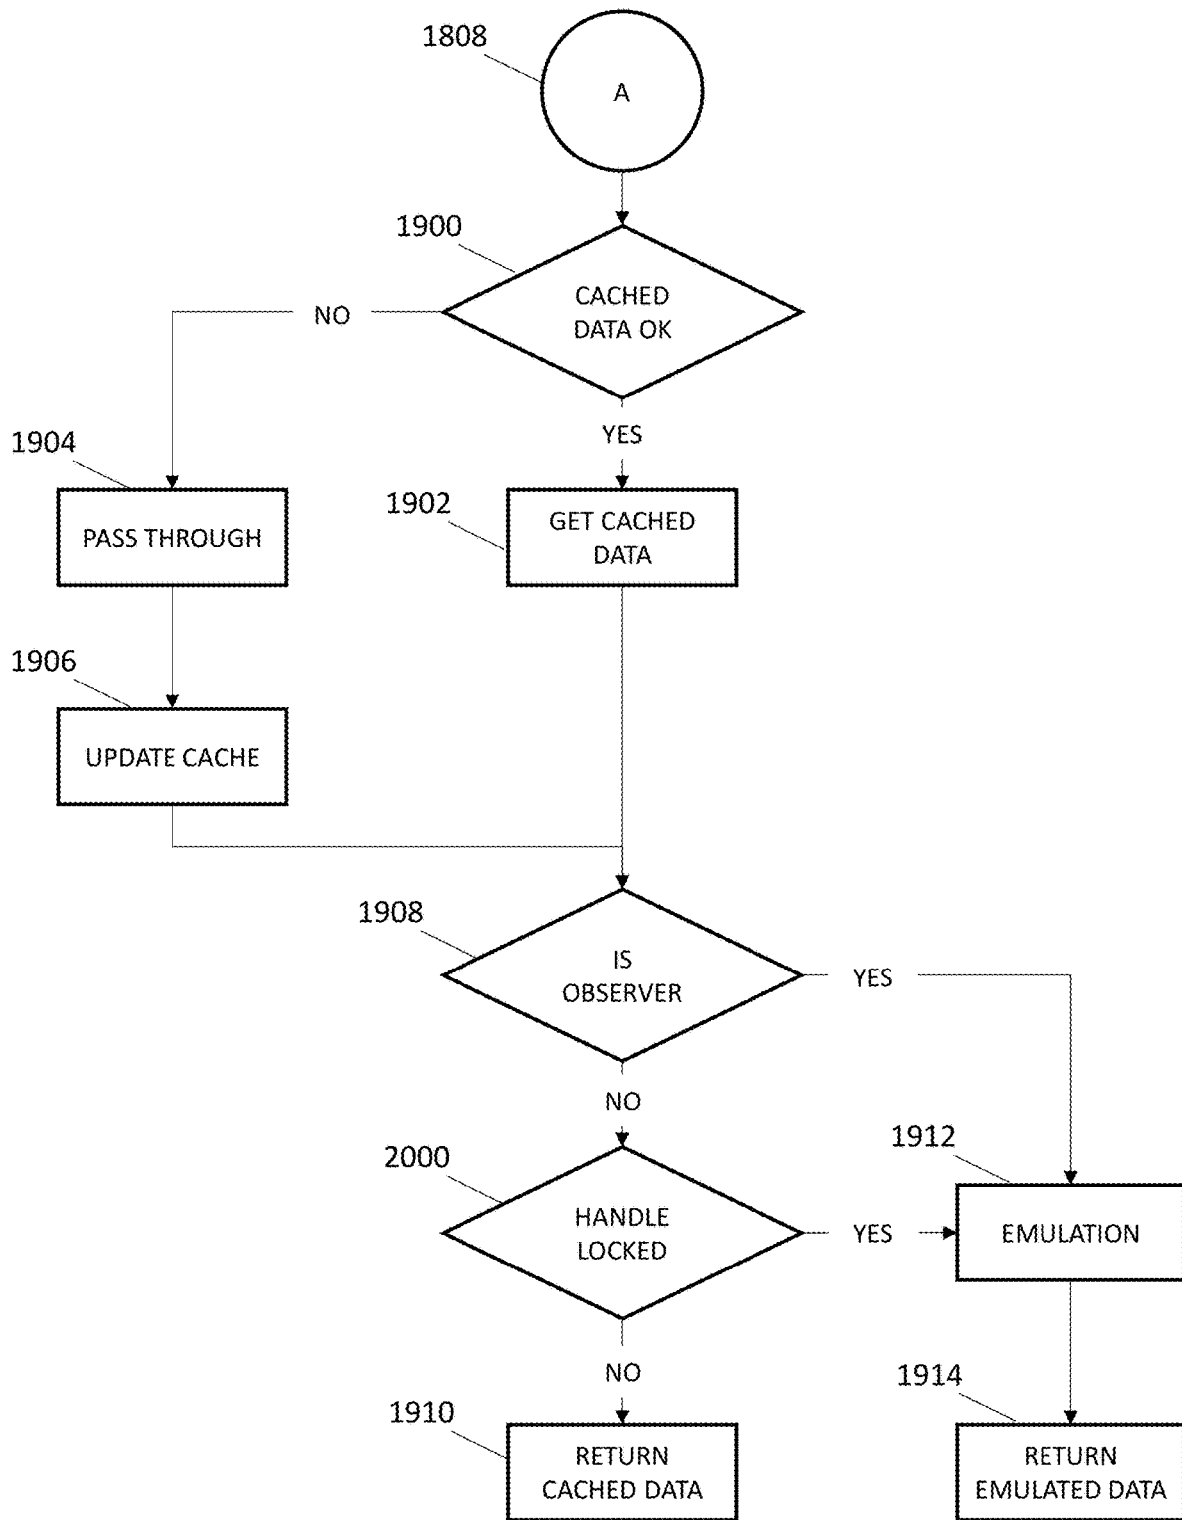 1808
A
1900
CACHED
DATA OK
NO
YES
1904
PASS THROUGH
1902
GET CACHED
DATA
1906
UPDATE CACHE
1908
IS
OBSERVER
YES
NO
2000
HANDLE
LOCKED
YES
1912
EMULATION
NO
1910
RETURN
CACHED DATA
1914
RETURN
EMULATED DATA